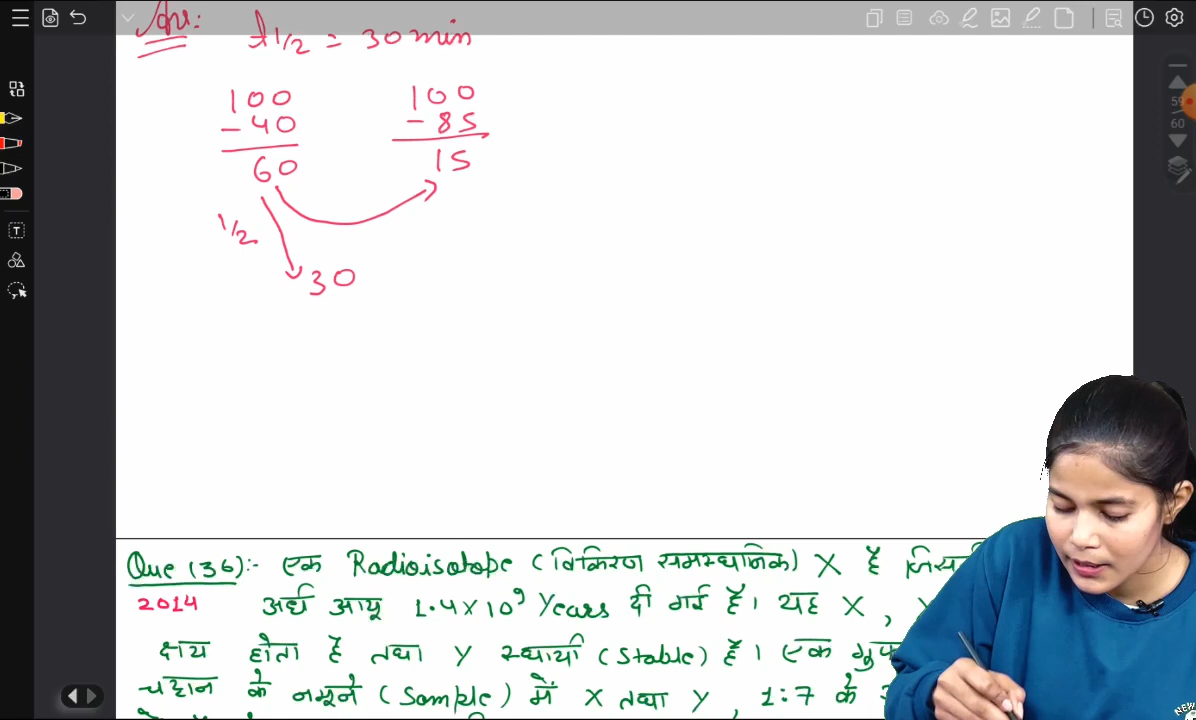 Ans:
t1/2 = 30 min
100
- 40
60
100
- 85
15
1/2
30
59
60
Que (36):- एक Radioisotope (विकिरण समस्थानिक) X है
2014 अर्ध आयु 1.4×10⁹ Years दी गई है। यह X,
क्षय होता है तथा Y स्थायी (Stable) है। एक
चट्टान के नमूने (Sample) में X तथा Y, 1:7 के